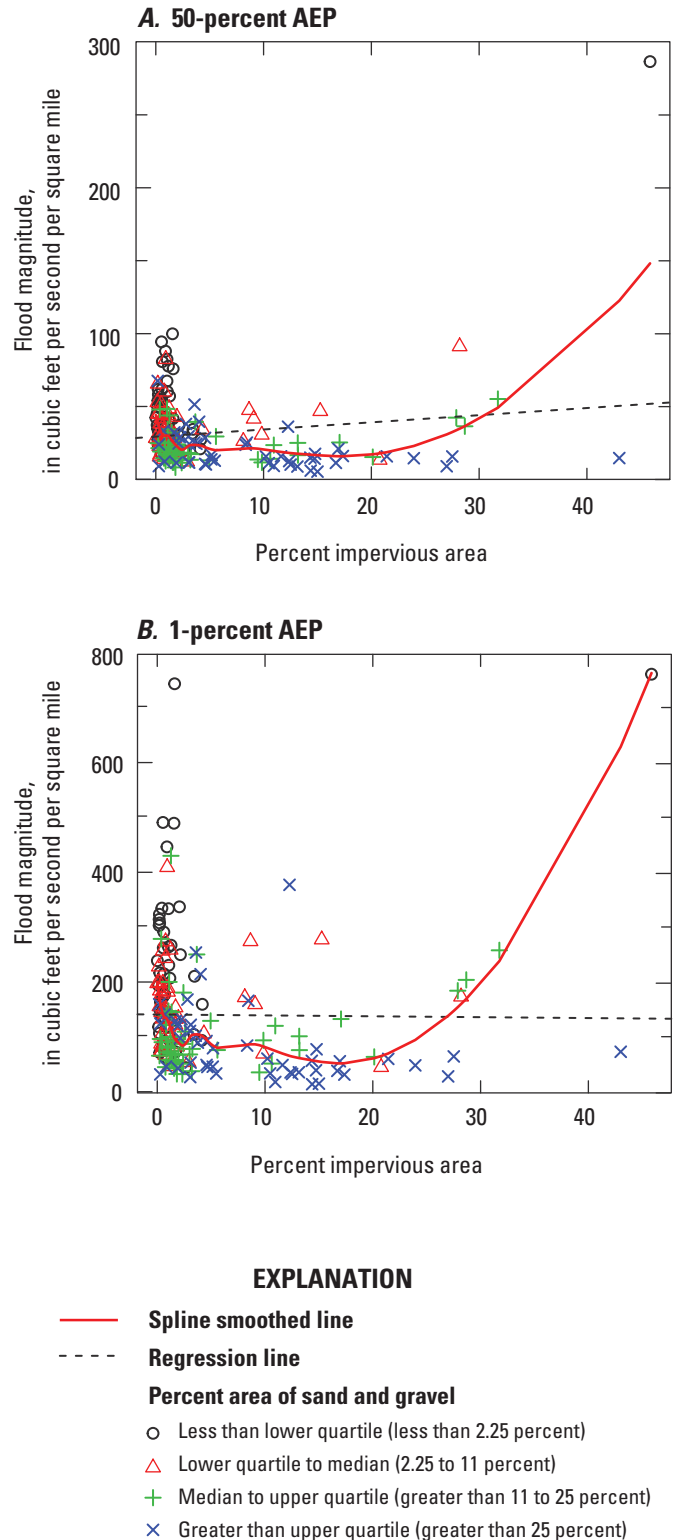 A. 50-percent AEP
300
200
100
0
Flood magnitude,
in cubic feet per second per square mile
0 10 20 30 40
Percent impervious area
B. 1-percent AEP
800
600
400
200
0
Flood magnitude,
in cubic feet per second per square mile
0 10 20 30 40
Percent impervious area
EXPLANATION
Spline smoothed line
Regression line
Percent area of sand and gravel
Less than lower quartile (less than 2.25 percent)
Lower quartile to median (2.25 to 11 percent)
Median to upper quartile (greater than 11 to 25 percent)
Greater than upper quartile (greater than 25 percent)